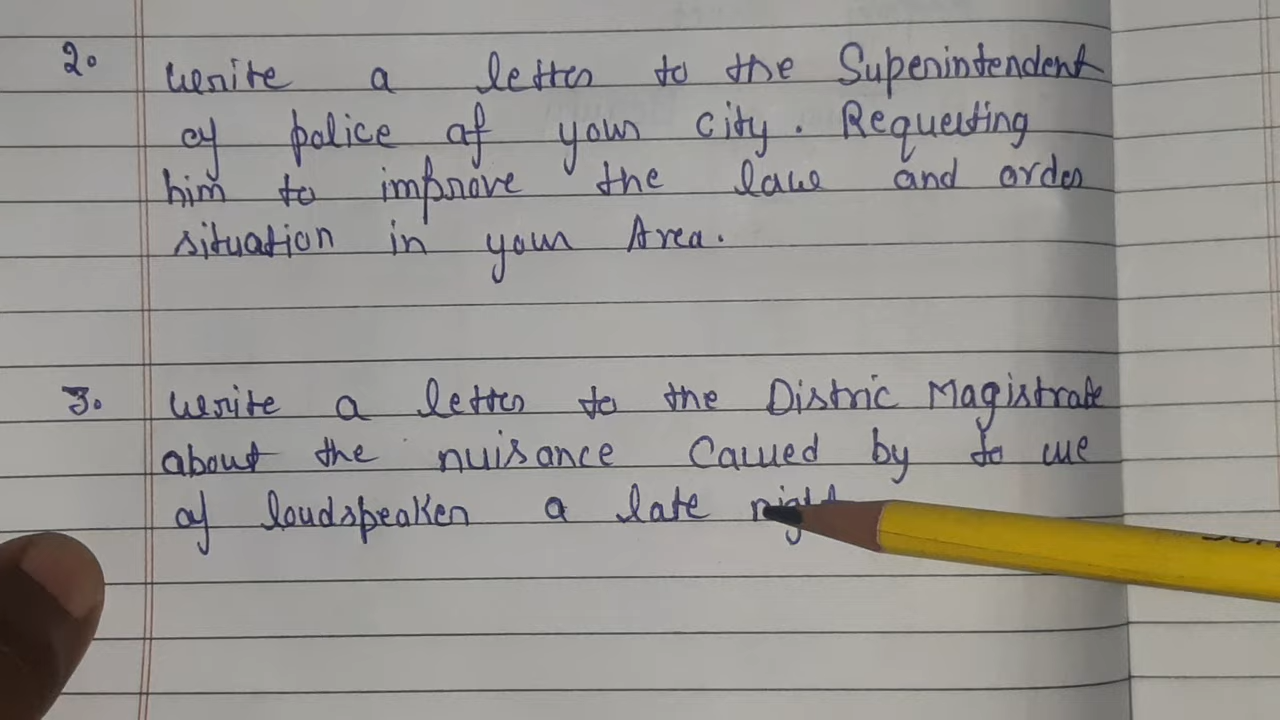 2. Write a letter to the Superintendent
of police of your city. Requesting
him to improve the law and order
situation in your Area.
3. Write a letter to the Distric Magistrate
about the nuisance Caused by to use
of loudspeaker a late night